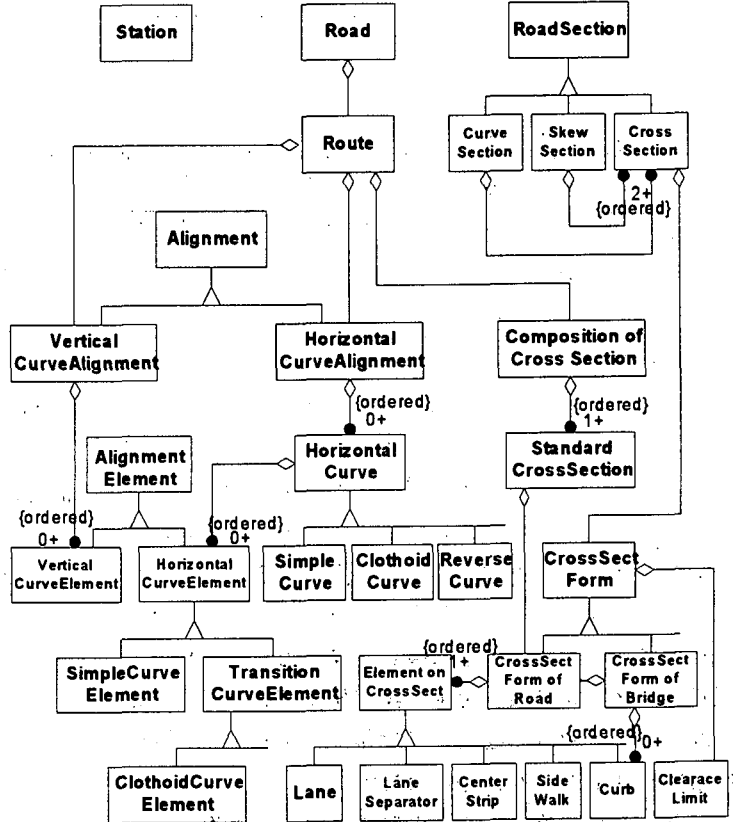 Station
Road
RoadSection
Route
Curve
Section
Skew
Section
Cross
Section
2+
{ordered}
Alignment
Vertical
CurveAlignment
Horizontal
CurveAlignment
Composition of
Cross Section
{ordered}
0+
{ordered}
1+
Alignment
Element
Horizontal
Curve
Standard
CrossSection
{ordered}
0+
{ordered}
0+
Vertical
CurveElement
Horizontal
CurveElement
Simple
Curve
Clothoid
Curve
Reverse
Curve
CrossSect
Form
SimpleCurve
Element
Transition
CurveElement
{ordered}
1+
Element on
CrossSect
CrossSect
Form of
Road
CrossSect
Form of
Bridge
{ordered}
0+
ClothoidCurve
Element
Lane
Lane
Separator
Center
Strip
Side
Walk
Curb
Clearace
Limit